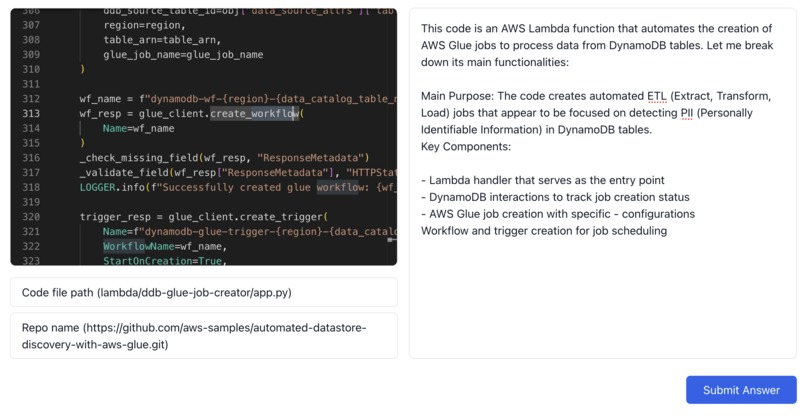 306 ddb_source_table_id=obj['data_source_attrs']['tab
307 region=region,
308 table_arn=table_arn,
309 glue_job_name=glue_job_name
310 )
311
312 wf_name = f"dynamodb-wf-{region}-{data_catalog_table_n
313 wf_resp = glue_client.create_workflow(
314 Name=wf_name
315 )
316 _check_missing_field(wf_resp, "ResponseMetadata")
317 _validate_field(wf_resp["ResponseMetadata"], "HTTPStat
318 LOGGER.info(f"Successfully created glue workflow: {wf_
319
320 trigger_resp = glue_client.create_trigger(
321 Name=f"dynamodb-glue-trigger-{region}-{data_catalo
322 WorkflowName=wf_name,
323 StartOnCreation=True,
Code file path (lambda/ddb-glue-job-creator/app.py)
Repo name (https://github.com/aws-samples/automated-datastore-
discovery-with-aws-glue.git)
This code is an AWS Lambda function that automates the creation of
AWS Glue jobs to process data from DynamoDB tables. Let me break
down its main functionalities:
Main Purpose: The code creates automated ETL (Extract, Transform,
Load) jobs that appear to be focused on detecting PII (Personally
Identifiable Information) in DynamoDB tables.
Key Components:
- Lambda handler that serves as the entry point
- DynamoDB interactions to track job creation status
- AWS Glue job creation with specific - configurations
Workflow and trigger creation for job scheduling
Submit Answer